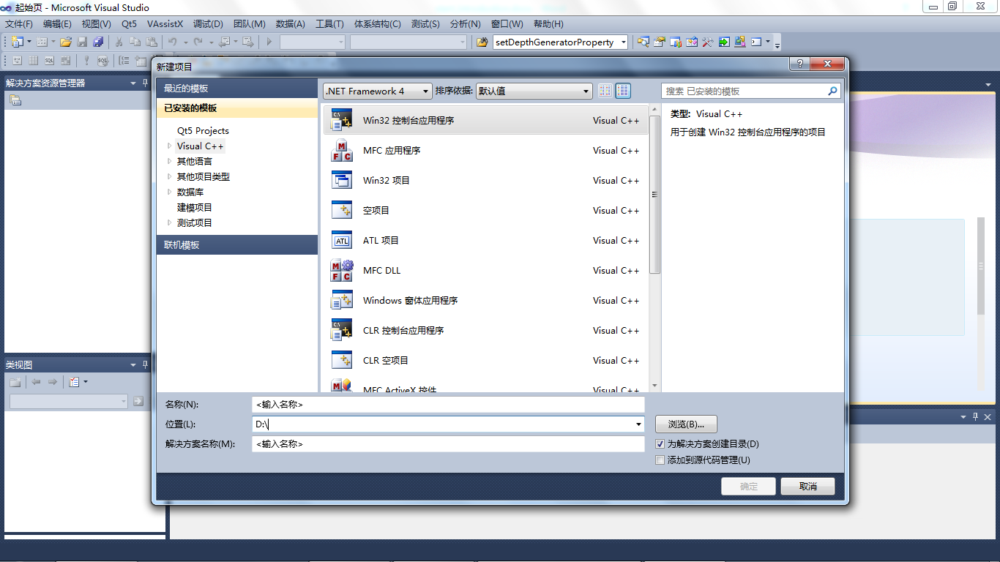 起始页 - Microsoft Visual Studio
文件(F) 编辑(E) 视图(V) Qt5 VAssistX 调试(D) 团队(M) 数据(A) 工具(T) 体系结构(C) 测试(S) 分析(N) 窗口(W) 帮助(H)
setDepthGeneratorProperty
解决方案资源管理器
类视图
新建项目
最近的模板
已安装的模板
Qt5 Projects
Visual C++
其他语言
其他项目类型
数据库
建模项目
测试项目
联机模板
.NET Framework 4 排序依据: 默认值
搜索 已安装的模板
Win32 控制台应用程序 Visual C++
MFC 应用程序 Visual C++
Win32 项目 Visual C++
空项目 Visual C++
ATL 项目 Visual C++
MFC DLL Visual C++
Windows 窗体应用程序 Visual C++
CLR 控制台应用程序 Visual C++
CLR 空项目 Visual C++
MFC ActiveX 控件 Visual C++
类型: Visual C++
用于创建 Win32 控制台应用程序的项目
名称(N): <输入名称>
位置(L): D:\ 浏览(B)...
解决方案名称(M): <输入名称>
为解决方案创建目录(D)
添加到源代码管理(U)
确定 取消